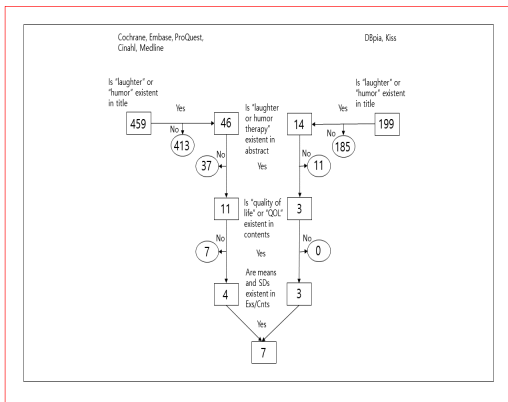 Cochrane, Embase, ProQuest,
Cinahl, Medline
DBpia, Kiss
Is "laughter" or
"humor" existent
in title
Is "laughter" or
"humor" existent
in title
Yes
Yes
459
46
Is "laughter
or humor
therapy"
existent in
abstract
14
199
No
413
No
185
No
37
Yes
No
11
11
Is "quality of
life" or "QOL"
existent in
contents
3
No
7
Yes
No
0
Are means
and SDs
existent in
Exs/Cnts
4
3
Yes
7